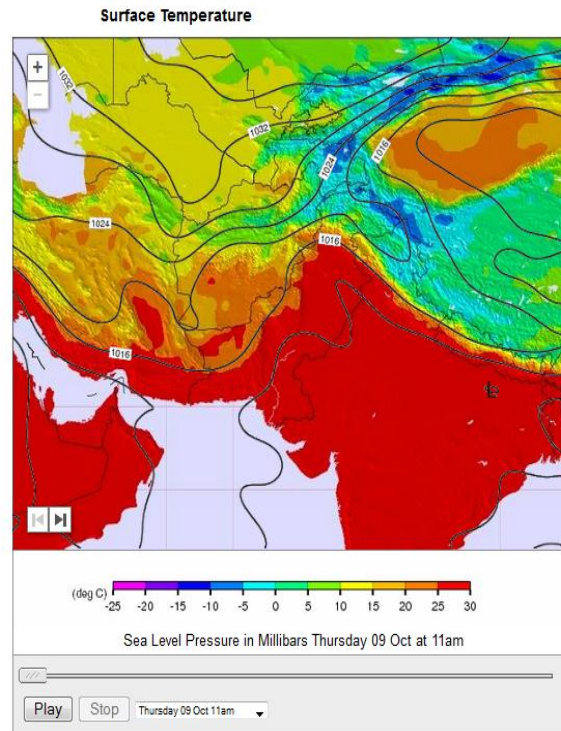 Surface Temperature
+
−
1032
1032
1024
1016
1024
1016
1016
L
(deg C)
-25 -20 -15 -10 -5 0 5 10 15 20 25 30
Sea Level Pressure in Millibars Thursday 09 Oct at 11am
Play Stop Thursday 09 Oct 11am